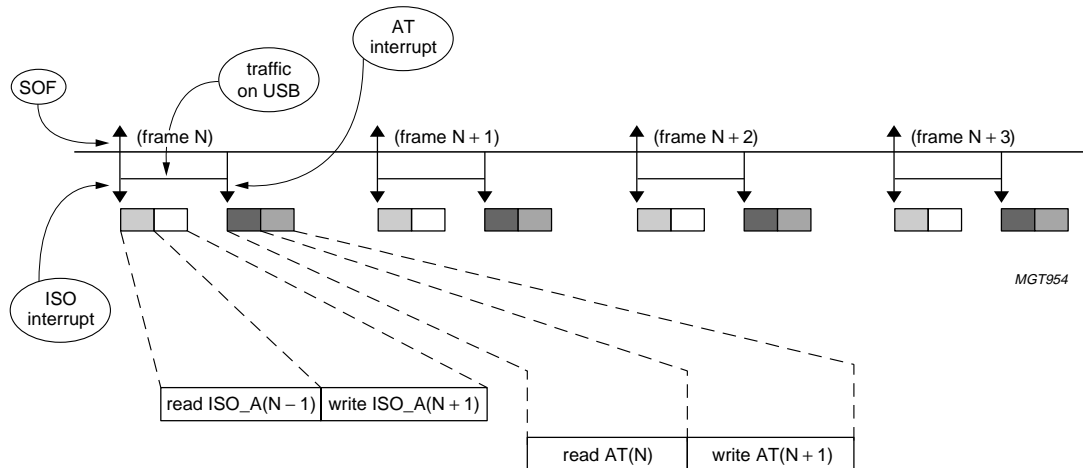 AT
interrupt
traffic
on USB
SOF
(frame N)
(frame N + 1)
(frame N + 2)
(frame N + 3)
MGT954
ISO
interrupt
read ISO_A(N − 1)
write ISO_A(N + 1)
read AT(N)
write AT(N + 1)